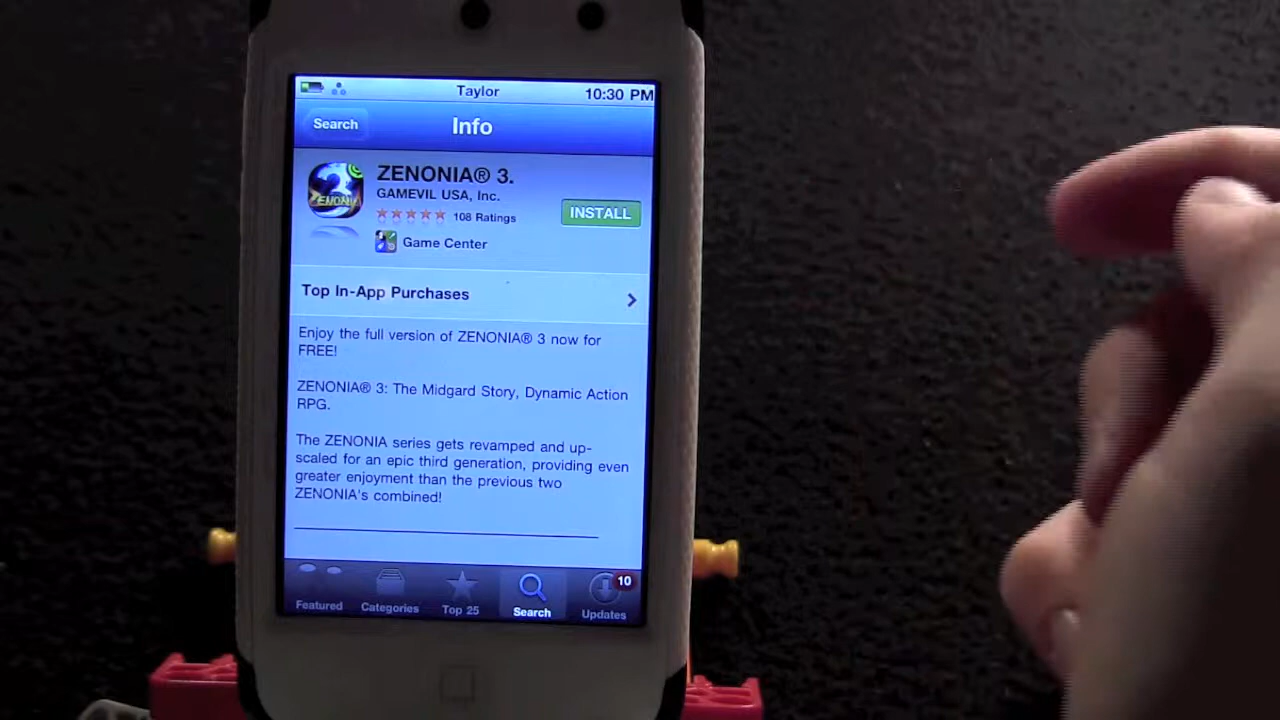 Taylor
10:30 PM
Search
Info
ZENONIA® 3.
GAMEVIL USA, Inc.
108 Ratings
INSTALL
Game Center
Top In-App Purchases
Enjoy the full version of ZENONIA® 3 now for
FREE!
ZENONIA® 3: The Midgard Story, Dynamic Action
RPG.
The ZENONIA series gets revamped and up-
scaled for an epic third generation, providing even
greater enjoyment than the previous two
ZENONIA's combined!
10
Featured
Categories
Top 25
Search
Updates
3
ZENONIA